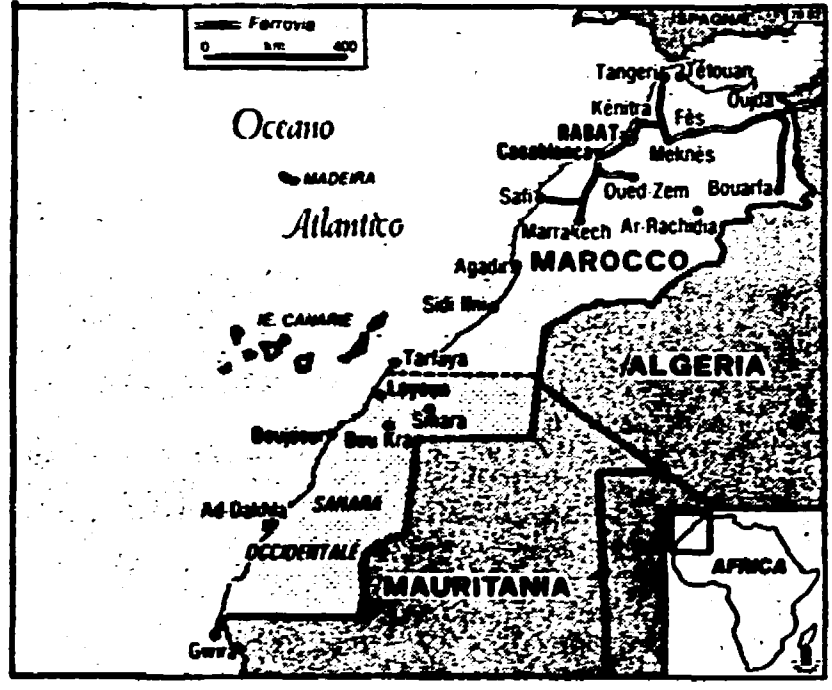 Ferrovia
0 km 400
SPAGNA
Oceano
Tangeri
Tétouan
Kénitra
Fès
Oujda
RABAT
Casablanca
Meknès
MADEIRA
Safi
Oued-Zem
Bouarfa
Atlantico
Marrakech
Ar-Rachidia
Agadir
MAROCCO
Sidi Ifni
IE. CANARIE
Tarfaya
ALGERIA
Layoun
Smara
Boujdour
Bou Kra
Ad-Dakhla
SAHARA
OCCIDENTALE
AFRICA
MAURITANIA